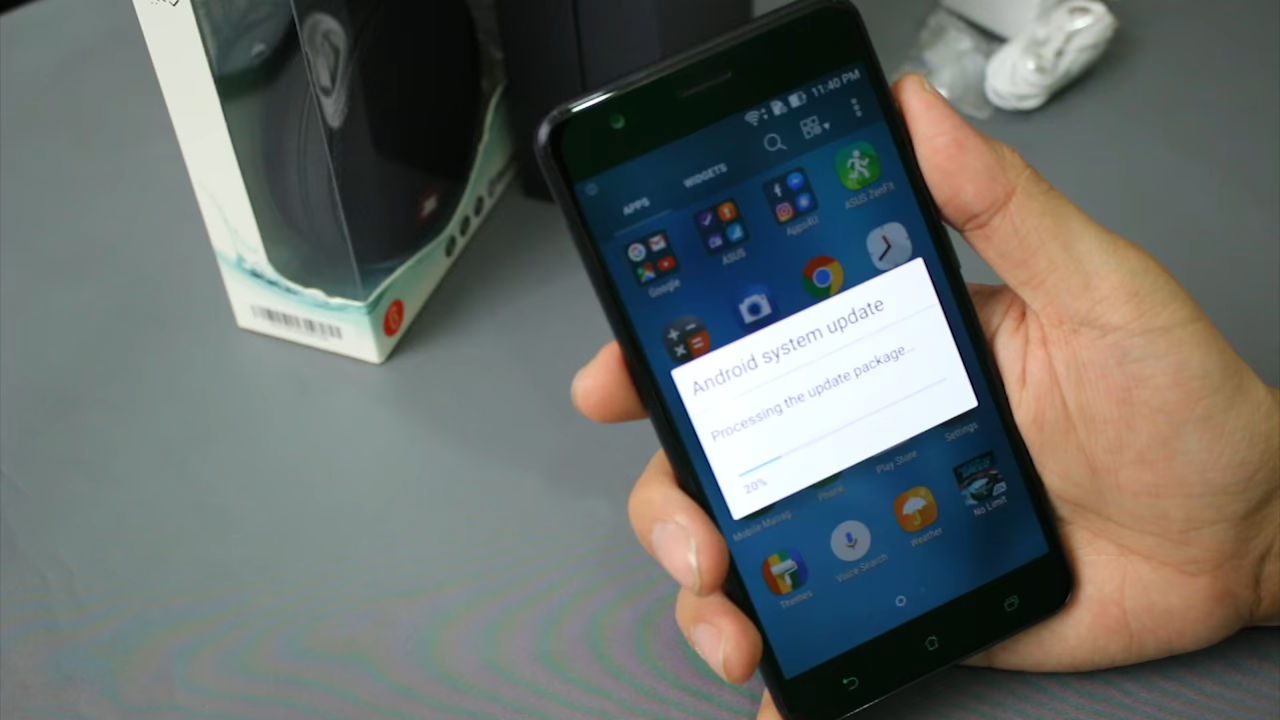 11:40 PM
APPS
WIDGETS
Google
ASUS
Apps4U
ASUS ZenFit
Android system update
Processing the update package...
20%
Mobile Manag
Phone
Play Store
Settings
Themes
Voice Search
Weather
No Limit